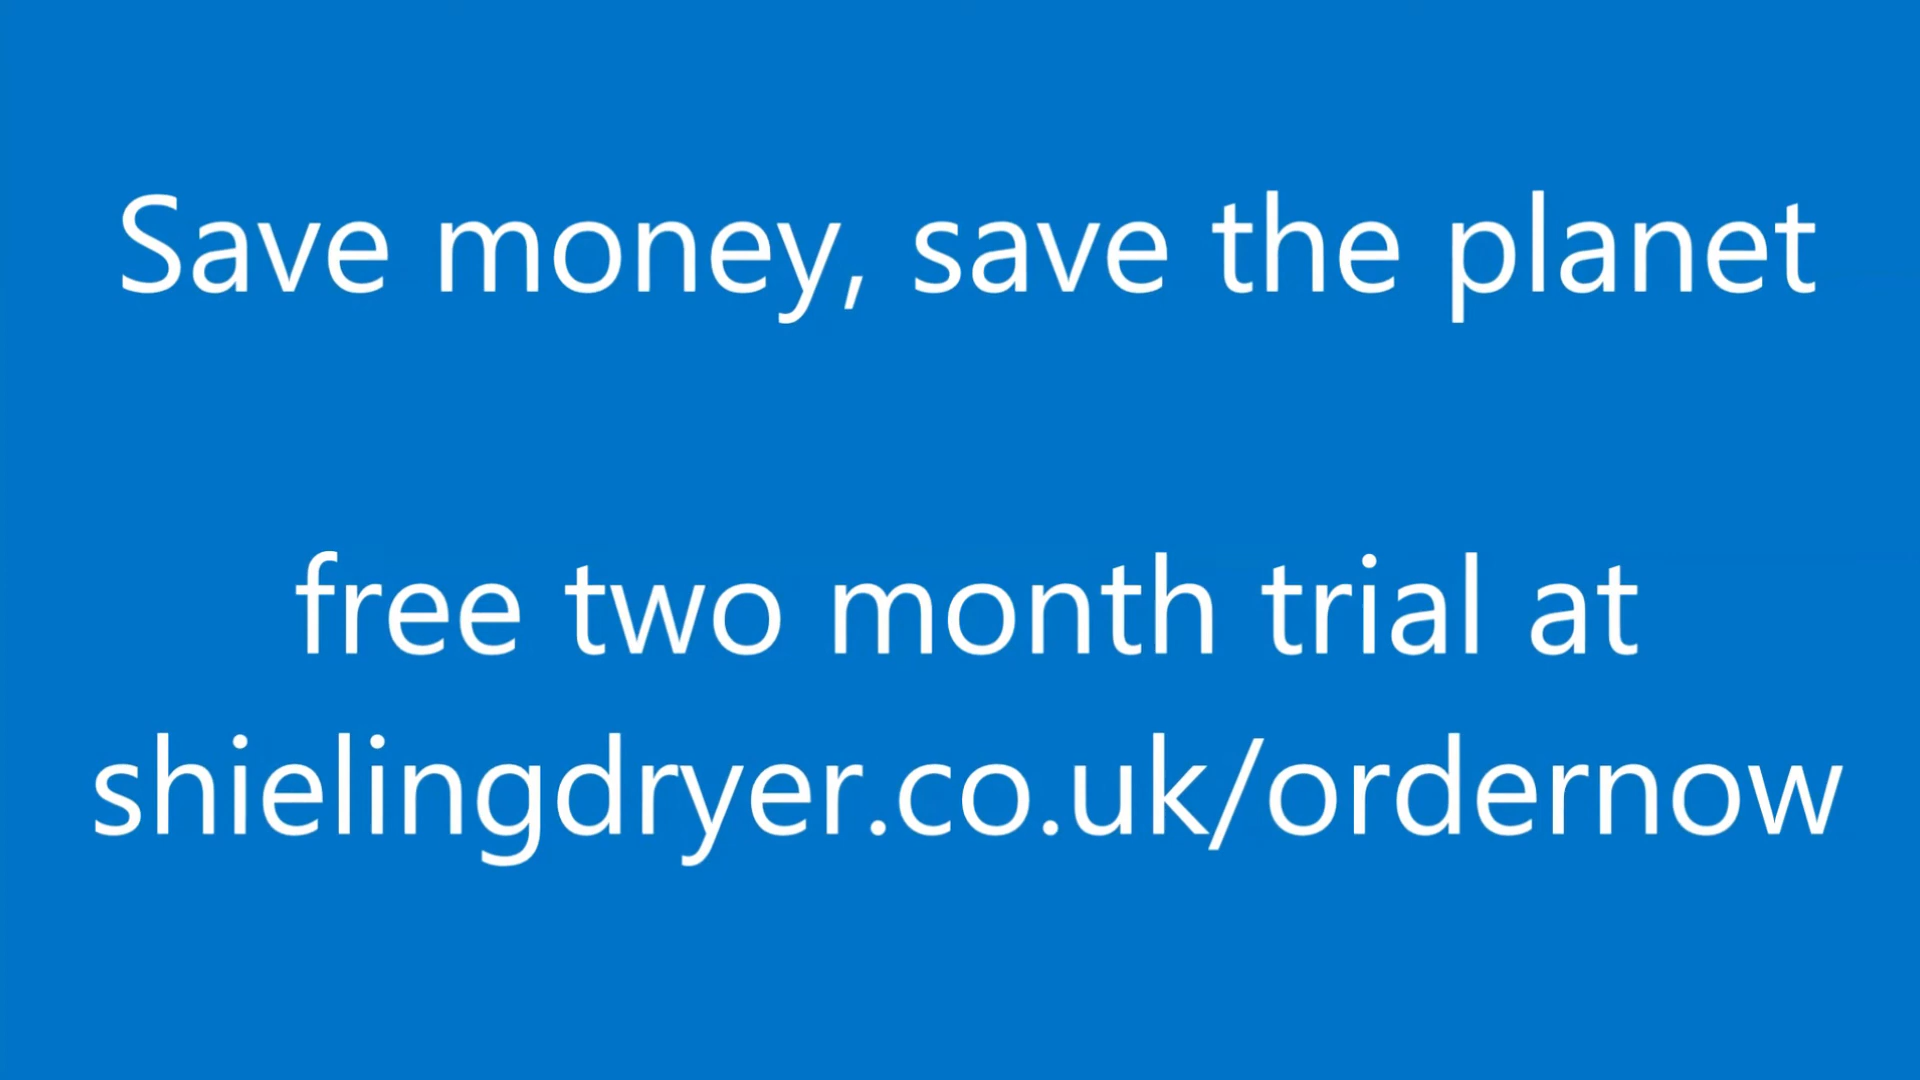 Save money, save the planet
free two month trial at
shielingdryer.co.uk/ordernow